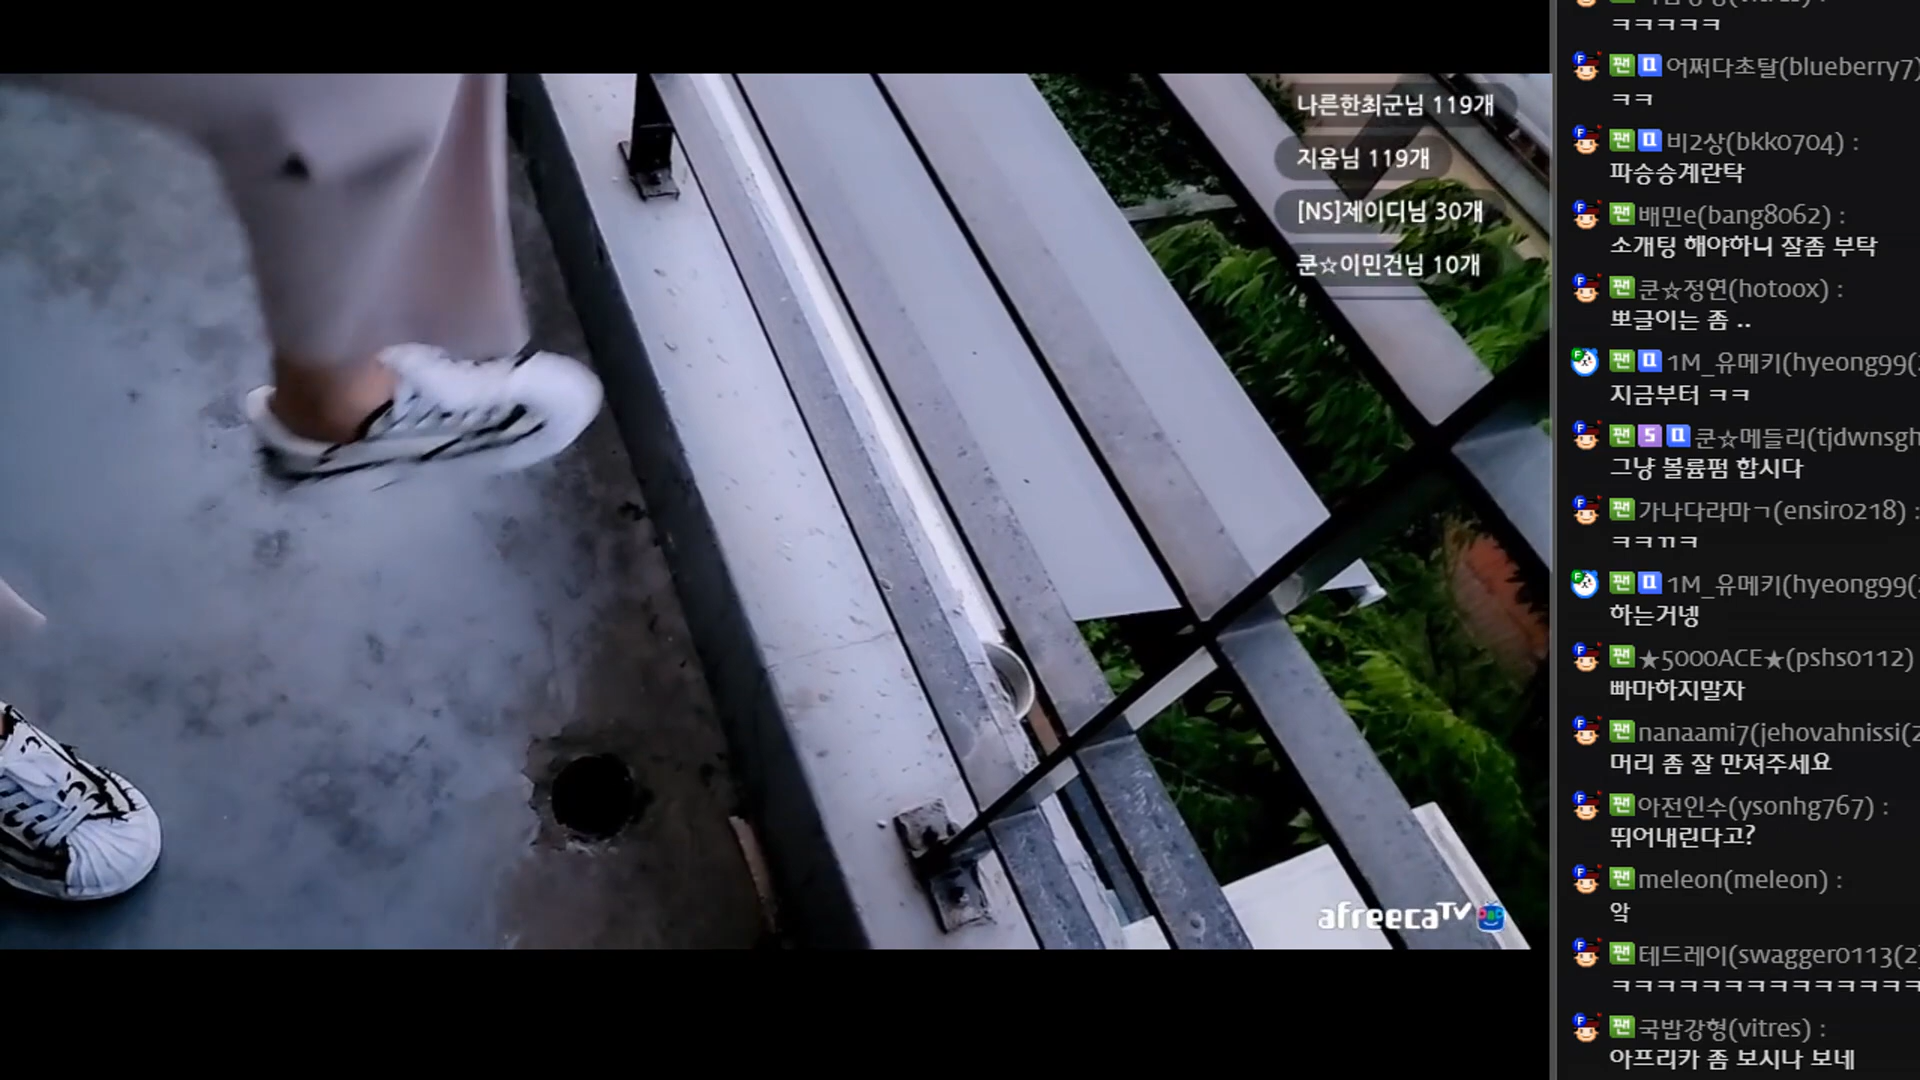 나른한최군님 119개
지움님 119개
[NS]제이디님 30개
쿤☆이민건님 10개
afreecaTV
ㅋㅋㅋㅋㅋ
팬 어쩌다초탈(blueberry7)
ㅋㅋ
팬 비2상(bkk0704) :
파승승계란탁
팬 배민e(bang8062) :
소개팅 해야하니 잘좀 부탁
팬 쿤☆정연(hotoox) :
뽀글이는 좀 ..
팬 1M_유메키(hyeong99(
지금부터 ㅋㅋ
팬 S 쿤☆메들리(tjdwnsgh
그냥 볼륨펌 합시다
팬 가나다라마ㄱ(ensir0218) :
ㅋㅋㄲㅋ
팬 1M_유메키(hyeong99(
하는거넹
팬 ★5000ACE★(pshs0112)
빠마하지말자
팬 nanaami7(jehovahnissi(2
머리 좀 잘 만져주세요
팬 아전인수(ysonhg767) :
뛰어내린다고?
팬 meleon(meleon) :
앜
팬 테드레이(swagger0113(2)
ㅋㅋㅋㅋㅋㅋㅋㅋㅋㅋㅋㅋㅋㅋ
팬 국밥강형(vitres) :
아프리카 좀 보시나 보네